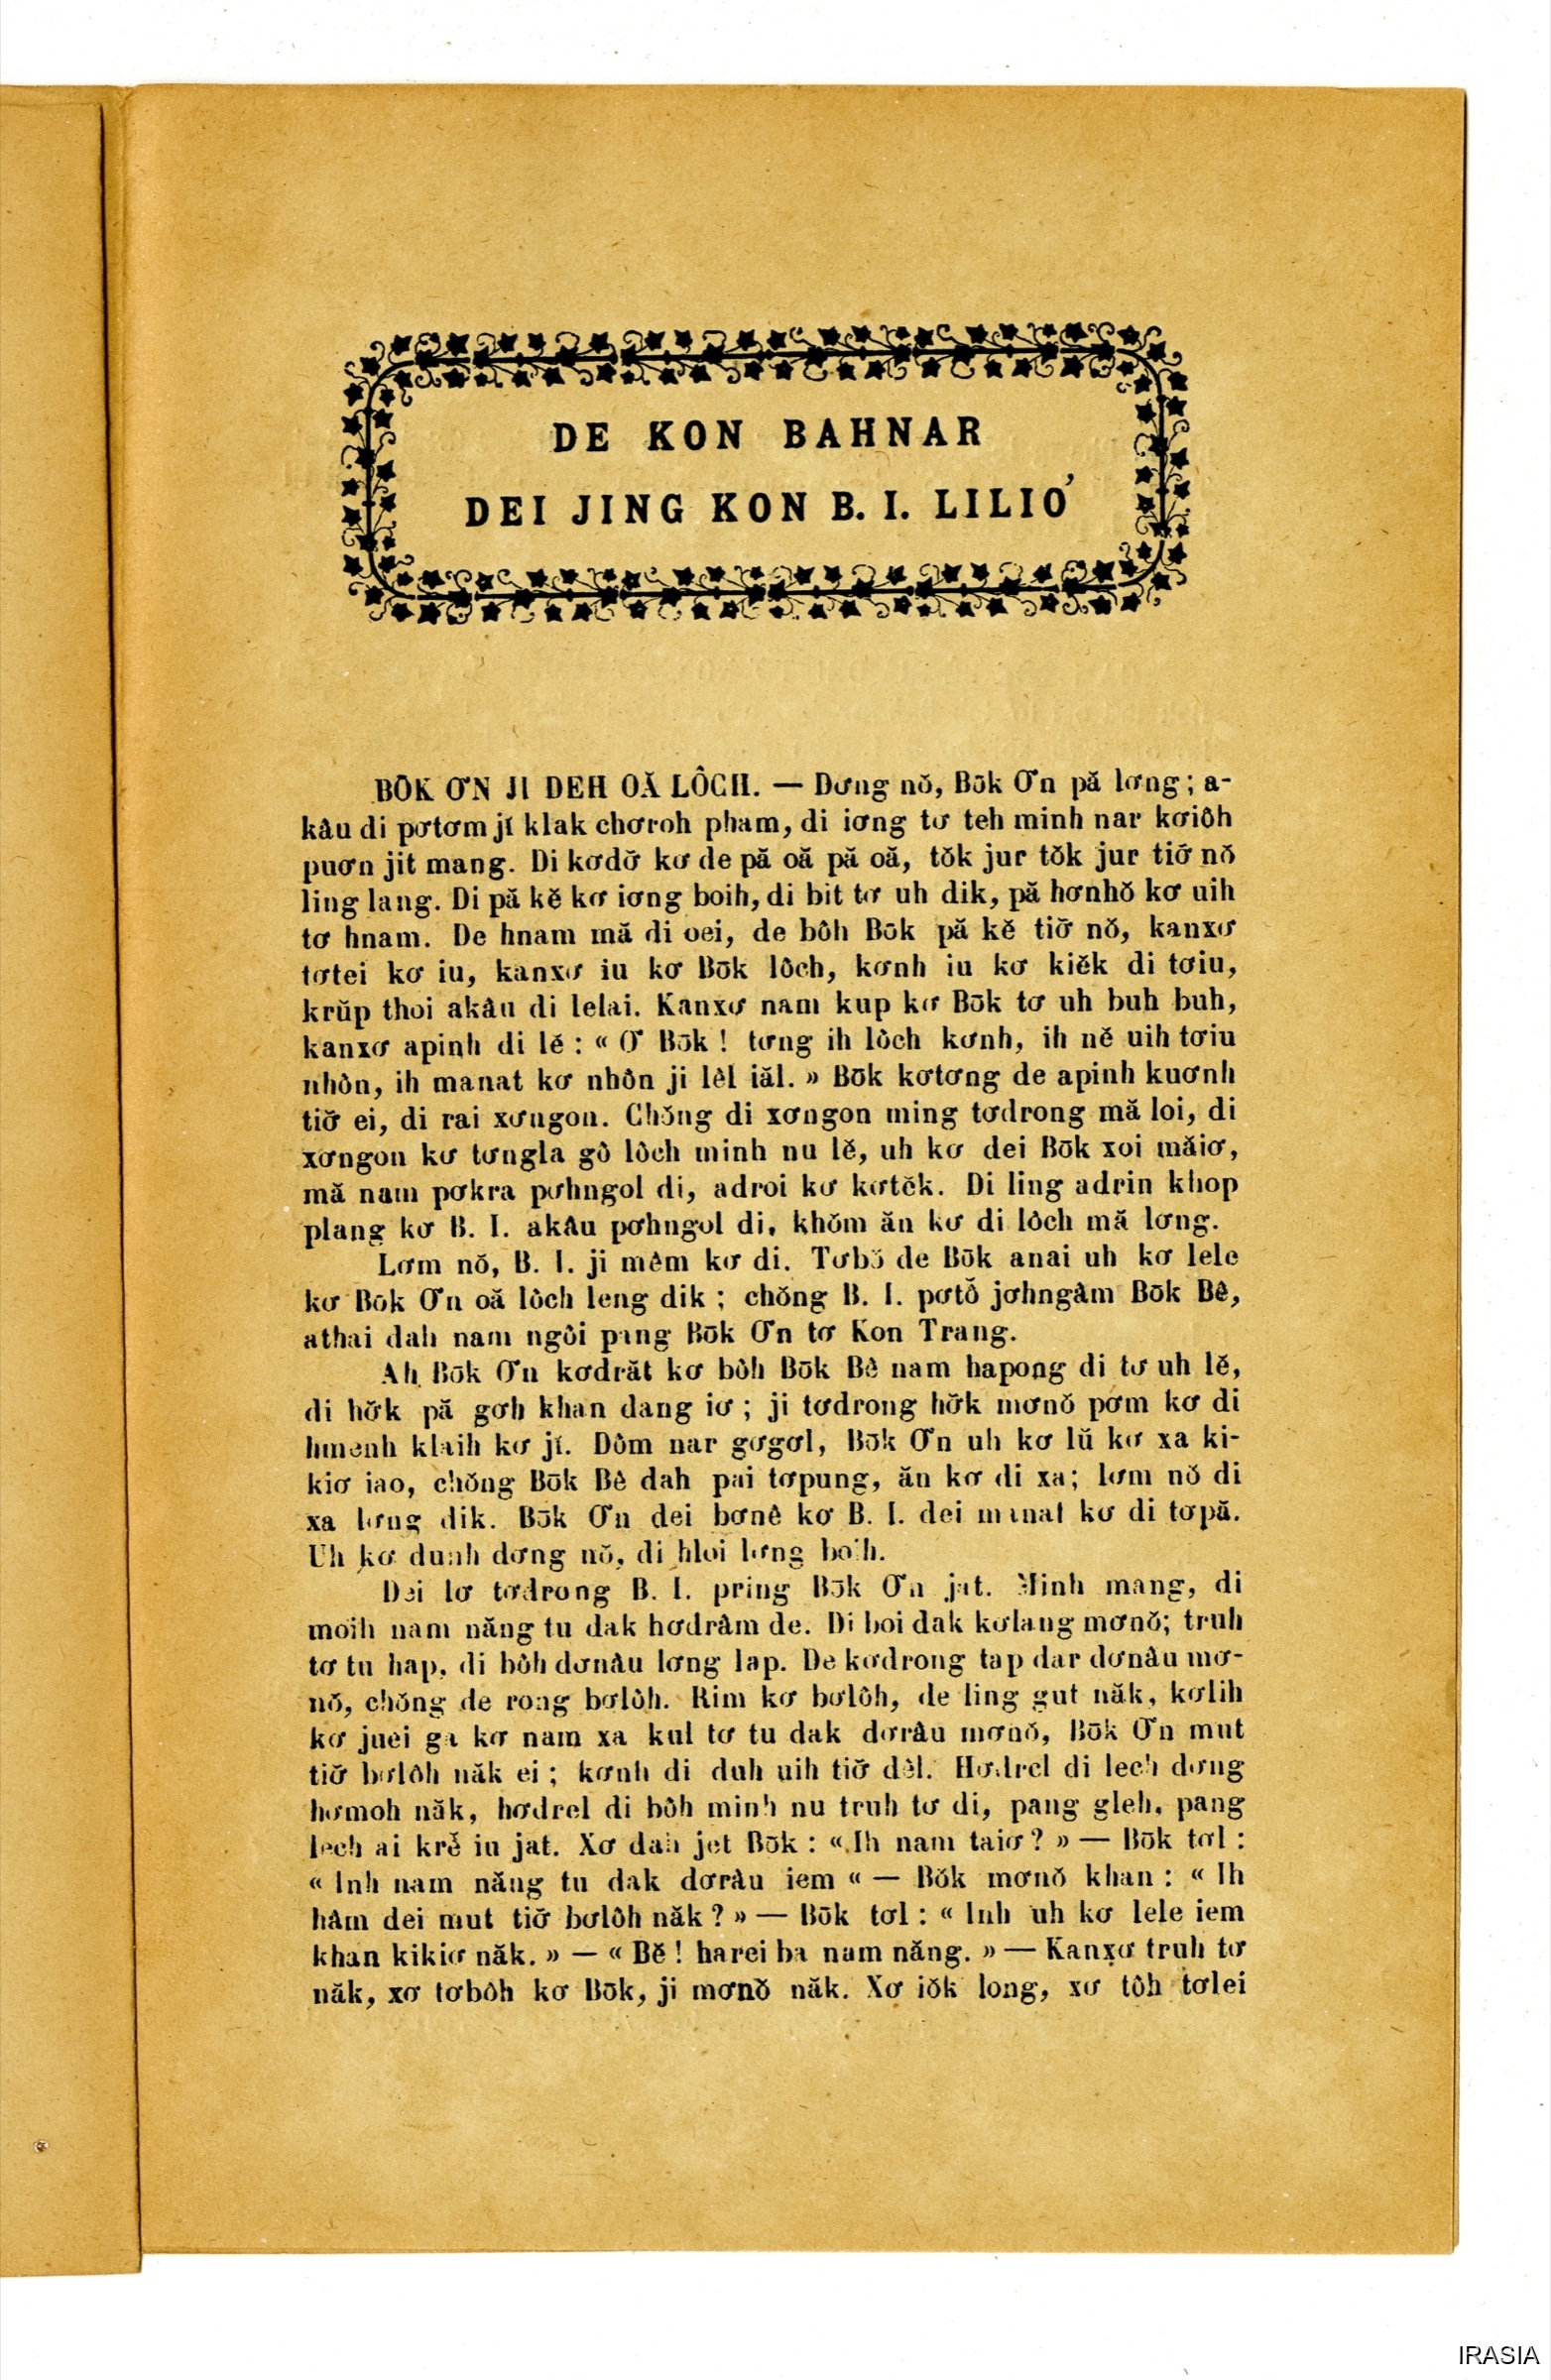 DE KON BAHNAR
DEI JING KON B. I. LILIƠ
BŌK ƠN JI DEH OĂ LÔCH. — Dơng nŏ, Bōk Ơn pă lơng; a-
kâu di pơtơm jĭ klak chơroh pham, di iơng tơ teh minh nar kơiôh
puơn jit mang. Di kơdơ̆ kơ de pă oă pă oă, tŏk jur tŏk jur tiơ̆ nŏ
ling lang. Di pă kĕ kơ iơng boih, di bit tơ uh dik, pă hơnhŏ kơ uih
tơ hnam. De hnam mă di oei, de bôh Bōk pă kĕ tiơ̆ nŏ, kanxơ
tơtei kơ iu, kanxơ iu kơ Bōk lôch, kơnh iu kơ kiĕk di tơiu,
krŭp thoi akâu di lelai. Kanxơ nam kup kơ Bōk tơ uh buh buh,
kanxơ apinh di lĕ : « Ơ Bōk ! tơng ih lôch kơnh, ih nĕ uih tơiu
nhôn, ih manat kơ nhôn ji lêl iăl. » Bōk kơtơng de apinh kuơnh
tiơ̆ ei, di rai xơngon. Chŏng di xơngon ming tơdrong mă loi, di
xơngon kơ tơngla gô lôch minh nu lĕ, uh kơ dei Bōk xoi măiơ,
mă nam pơkra pơhngol di, adroi kơ kơtĕk. Di ling adrin khop
plang kơ B. I. akâu pơhngol di, khŏm ăn kơ di lôch mă lơng.
Lơm nŏ, B. I. ji mêm kơ di. Tơbŏ de Bōk anai uh kơ lele
kơ Bōk Ơn oă lôch leng dik ; chŏng B. I. pơtŏ jơhngâm Bōk Bê,
athai dah nam ngôi pang Bōk Ơn tơ Kon Trang.
Ah Bōk Ơn kơdrăt kơ bôh Bōk Bê nam hapong di tơ uh lĕ,
di hơ̆k pă gơh khan dang iơ ; ji tơdrong hơ̆k mơnŏ pơm kơ di
hmenh klaih kơ jĭ. Dôm nar gơgơl, Bōk Ơn uh kơ lŭ kơ xa ki-
kiơ iao, chŏng Bōk Bê dah pai tơpung, ăn kơ di xa; lơm nŏ di
xa lơng dik. Bōk Ơn dei bơnê kơ B. I. dei manat kơ di tơpă.
Uh kơ dunh dơng nŏ, di hloi lơng boih.
Dei lơ tơdrong B. I. pring Bōk Ơn jat. Minh mang, di
moih nam năng tu dak hơdrâm de. Di boi dak kơlang mơnŏ; truh
tơ tu hap, di bôh dơnâu lơng lap. De kơdrong tap dar dơnâu mơ-
nŏ, chŏng de rong bơlôh. Rim kơ bơlôh, de ling gut năk, kơlih
kơ juei ga kơ nam xa kul tơ tu dak dơrâu mơnŏ, Bōk Ơn mut
tiơ̆ bơlôh năk ei ; kơnh di duh uih tiơ̆ dêl. Hơdrel di lech dơng
hơmoh năk, hơdrel di bôh minh nu truh tơ di, pang gleh, pang
lech ai krĕ iu jat. Xơ dah jet Bōk : « Ih nam taiơ ? » — Bōk tơl :
« Inh nam năng tu dak dơrâu iem « — Bŏk mơnŏ khan : « Ih
hâm dei mut tiơ̆ bơlôh năk ? » — Bōk tơl : « Inh uh kơ lele iem
khan kikiơ năk. » — « Bĕ ! harei ba nam năng. » — Kanxơ truh tơ
năk, xơ tơbôh kơ Bōk, ji mơnŏ năk. Xơ iŏk long, xơ tôh tơlei
IRASIA